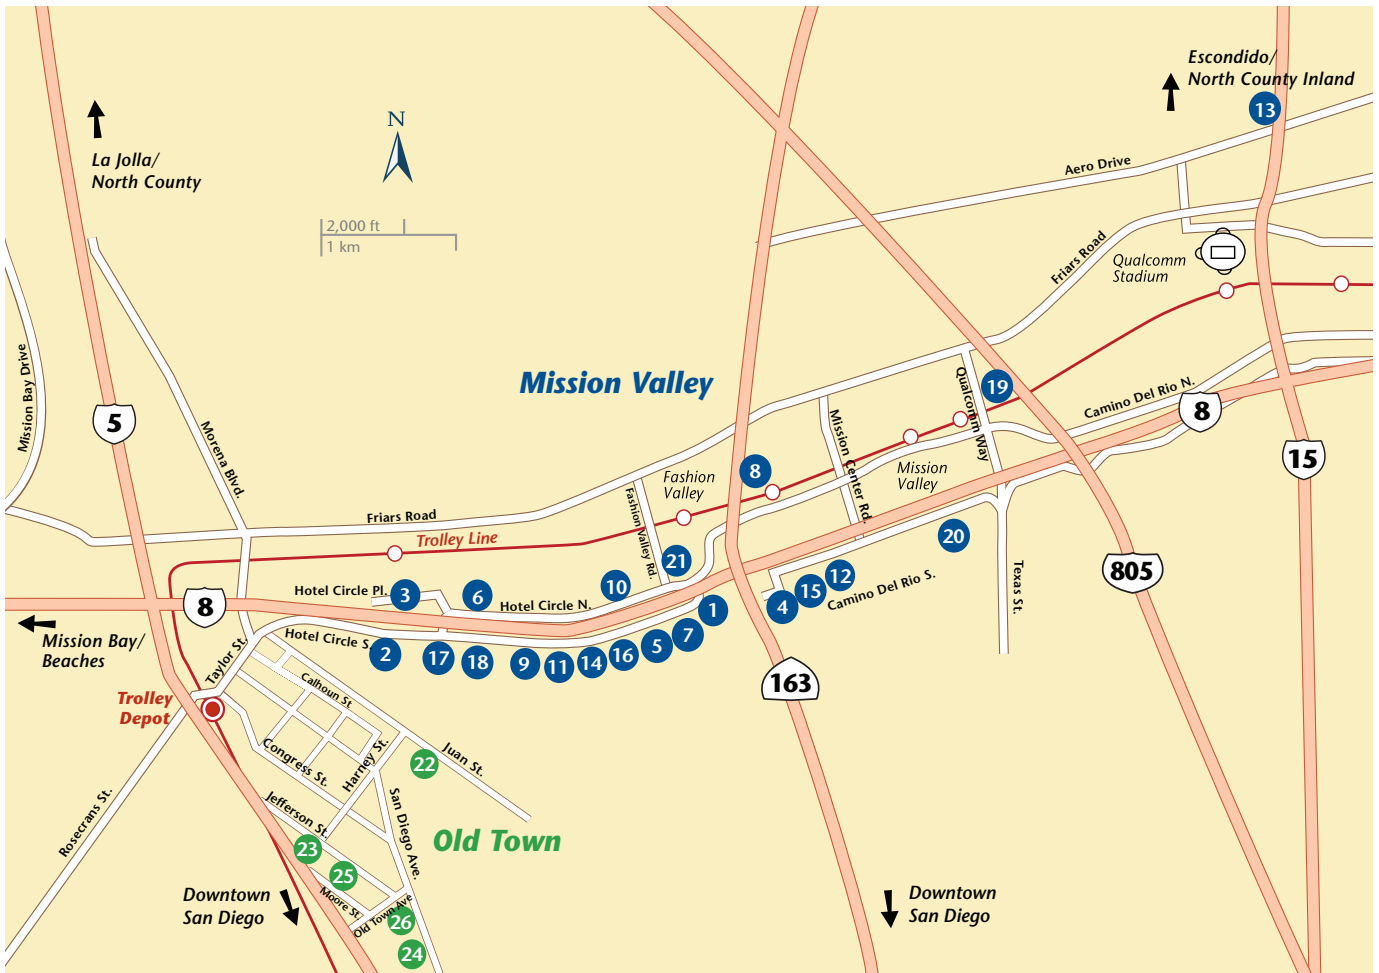 Escondido/
North County Inland
13
N
La Jolla/
North County
Aero Drive
2,000 ft
1 km
Friars Road
Qualcomm
Stadium
Mission Bay Drive
Mission Valley
19
Qualcomm Way
Camino Del Rio N.
8
5
Mission Center Rd.
Morena Blvd.
15
8
Fashion
Valley
Mission
Valley
Fashion Valley Rd.
Friars Road
Trolley Line
20
21
805
Texas St.
Hotel Circle Pl.
3
6
10
Hotel Circle N.
12
15
4
Camino Del Rio S.
8
1
Mission Bay/
Beaches
Hotel Circle S.
2
17
18
9
11
14
16
5
7
Taylor St.
163
Trolley
Depot
Calhoun St
Congress St.
Harney St.
Juan St.
22
Rosecrans St.
Jefferson St.
San Diego Ave.
Old Town
23
25
Moore St.
Old Town Ave
26
24
Downtown
San Diego
Downtown
San Diego